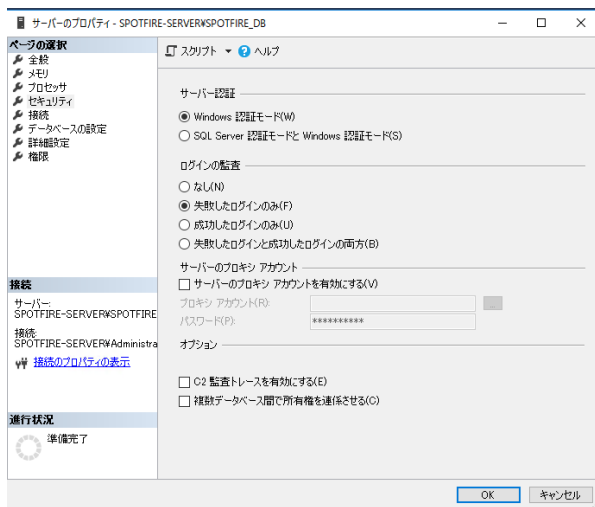 サーバーのプロパティ - SPOTFIRE-SERVER¥SPOTFIRE_DB
ページの選択
全般
メモリ
プロセッサ
セキュリティ
接続
データベースの設定
詳細設定
権限
スクリプト ヘルプ
サーバー認証
Windows 認証モード(W)
SQL Server 認証モードと Windows 認証モード(S)
ログインの監査
なし(N)
失敗したログインのみ(F)
成功したログインのみ(U)
失敗したログインと成功したログインの両方(B)
サーバーのプロキシ アカウント
サーバーのプロキシ アカウントを有効にする(V)
プロキシ アカウント(R):
...
パスワード(P):
**********
オプション
C2 監査トレースを有効にする(E)
複数データベース間で所有権を連係させる(C)
接続
サーバー:
SPOTFIRE-SERVER¥SPOTFIRE
接続:
SPOTFIRE-SERVER¥Administra
接続のプロパティの表示
進行状況
準備完了
OK キャンセル